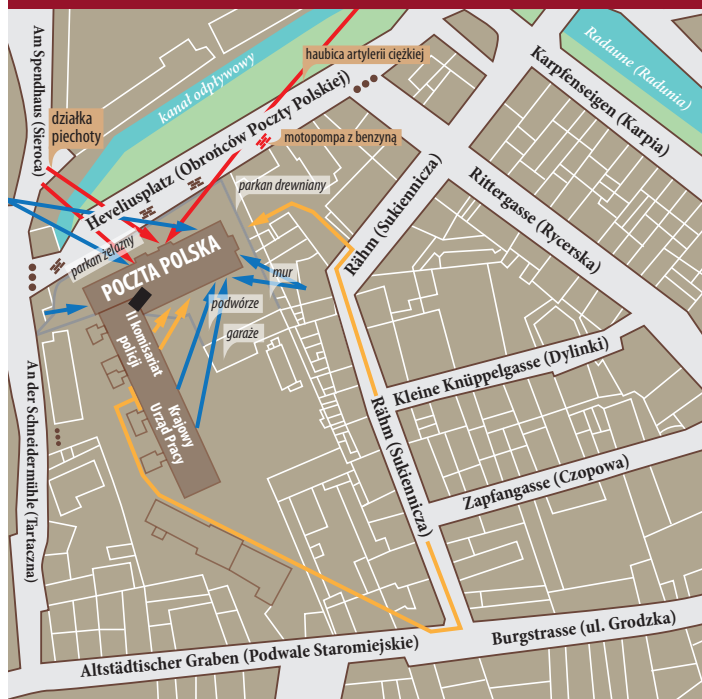 Am Spendhaus (Sieroca)
kanał odpływowy
haubica artylerii ciężkiej
Radaune (Radunia)
Karpfenseigen (Karpia)
działka
piechoty
Heveliusplatz (Obrońców Poczty Polskiej)
motopompa z benzyną
parkan drewniany
Rähm (Sukiennicza)
Rittergasse (Rycerska)
parkan żelazny
POCZTA POLSKA
mur
podwórze
garaże
II komisariat
policji
Krajowy
Urząd Pracy
An der Schneidermühle (Tartaczna)
Kleine Knüppelgasse (Dylinki)
Rähm (Sukiennicza)
Zapfangasse (Czopowa)
Altstädtischer Graben (Podwale Staromiejskie)
Burgstrasse (ul. Grodzka)